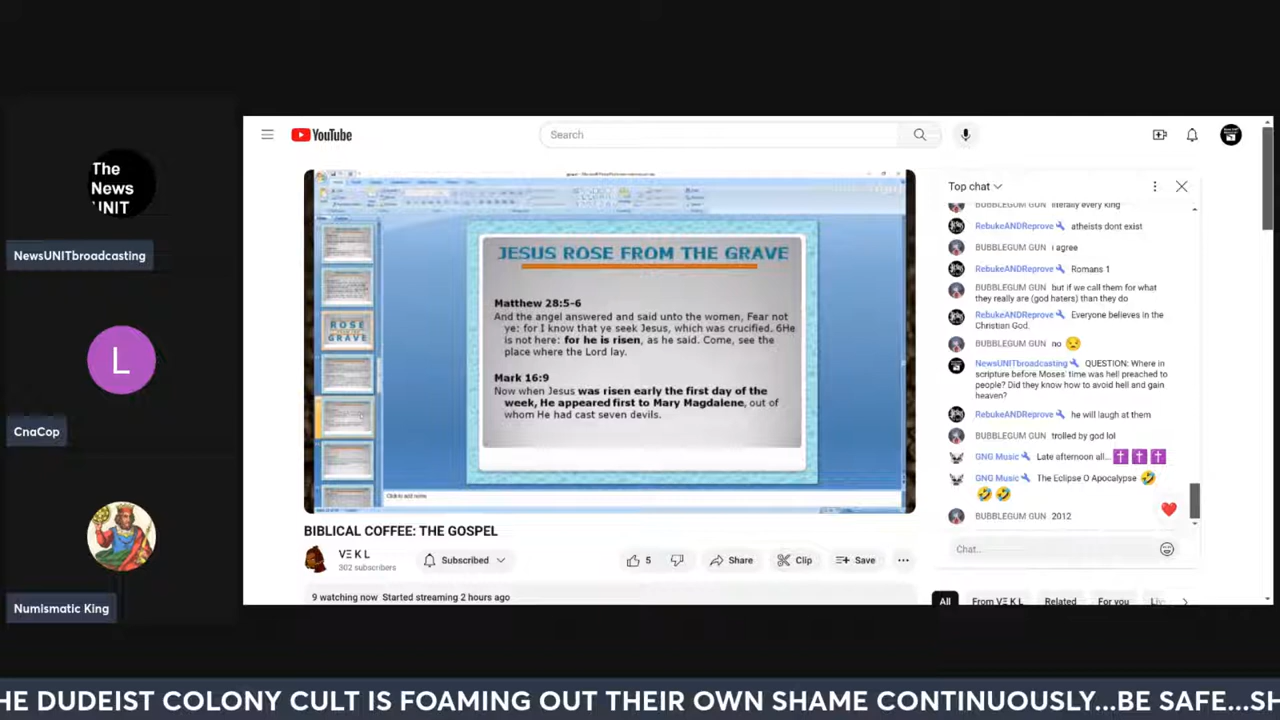 The
News
UNIT
NewsUNITbroadcasting
L
CnaCop
Numismatic King
YouTube
Search
JESUS ROSE FROM THE GRAVE
Matthew 28:5-6
And the angel answered and said unto the women, Fear not
ye: for I know that ye seek Jesus, which was crucified. 6He
is not here: for he is risen, as he said. Come, see the
place where the Lord lay.
Mark 16:9
Now when Jesus was risen early the first day of the
week, He appeared first to Mary Magdalene, out of
whom He had cast seven devils.
ROSE
GRAVE
Click to add notes
BIBLICAL COFFEE: THE GOSPEL
VΞ K L
302 subscribers
Subscribed
5
Share
Clip
Save
9 watching now Started streaming 2 hours ago
Top chat
BUBBLEGUM GUN literally every king
RebukeANDReprove atheists dont exist
BUBBLEGUM GUN i agree
RebukeANDReprove Romans 1
BUBBLEGUM GUN but if we call them for what
they really are (god haters) than they do
RebukeANDReprove Everyone believes in the
Christian God.
BUBBLEGUM GUN no 😒
NewsUNITbroadcasting QUESTION: Where in
scripture before Moses' time was hell preached to
people? Did they know how to avoid hell and gain
heaven?
RebukeANDReprove he will laugh at them
BUBBLEGUM GUN trolled by god lol
GNG Music Late afternoon all... ✝️✝️✝️
GNG Music The Eclipse O Apocalypse 🤣
🤣🤣
BUBBLEGUM GUN 2012
Chat...
All From VΞ K L Related For you Liv
HE DUDEIST COLONY CULT IS FOAMING OUT THEIR OWN SHAME CONTINUOUSLY...BE SAFE...SH